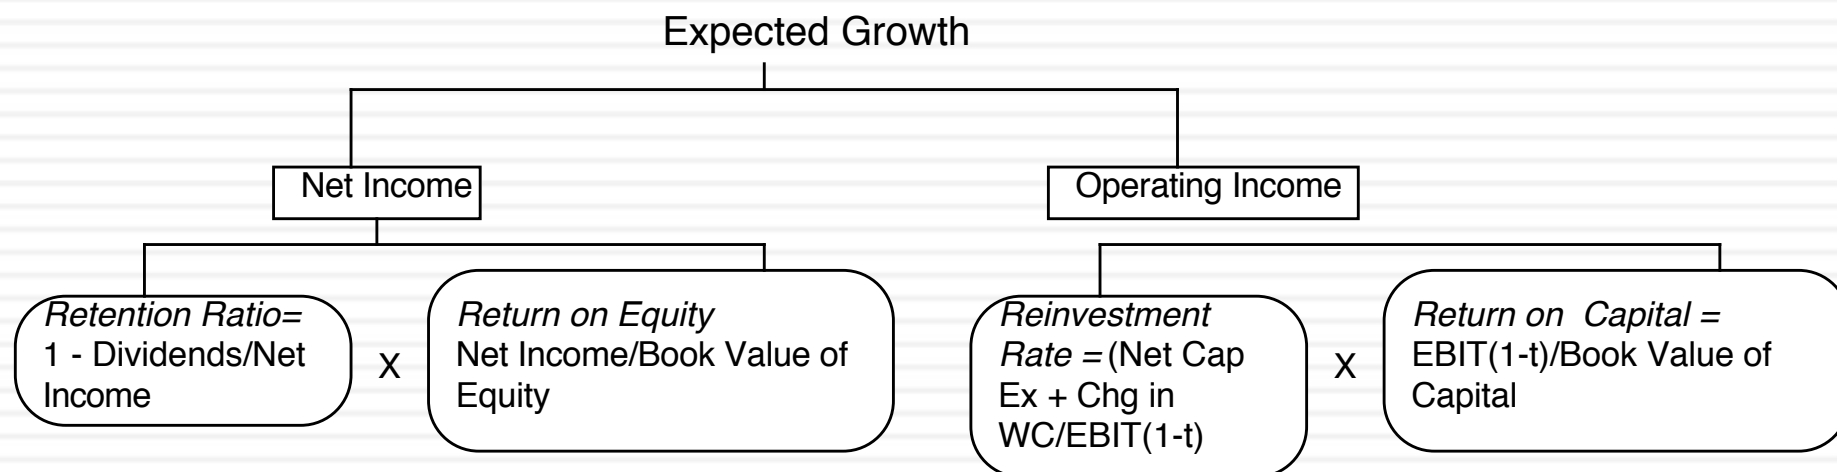 Expected Growth
Net Income
Operating Income
Retention Ratio=
1 - Dividends/Net
Income
X
Return on Equity
Net Income/Book Value of
Equity
Reinvestment
Rate = (Net Cap
Ex + Chg in
WC/EBIT(1-t)
X
Return on Capital =
EBIT(1-t)/Book Value of
Capital